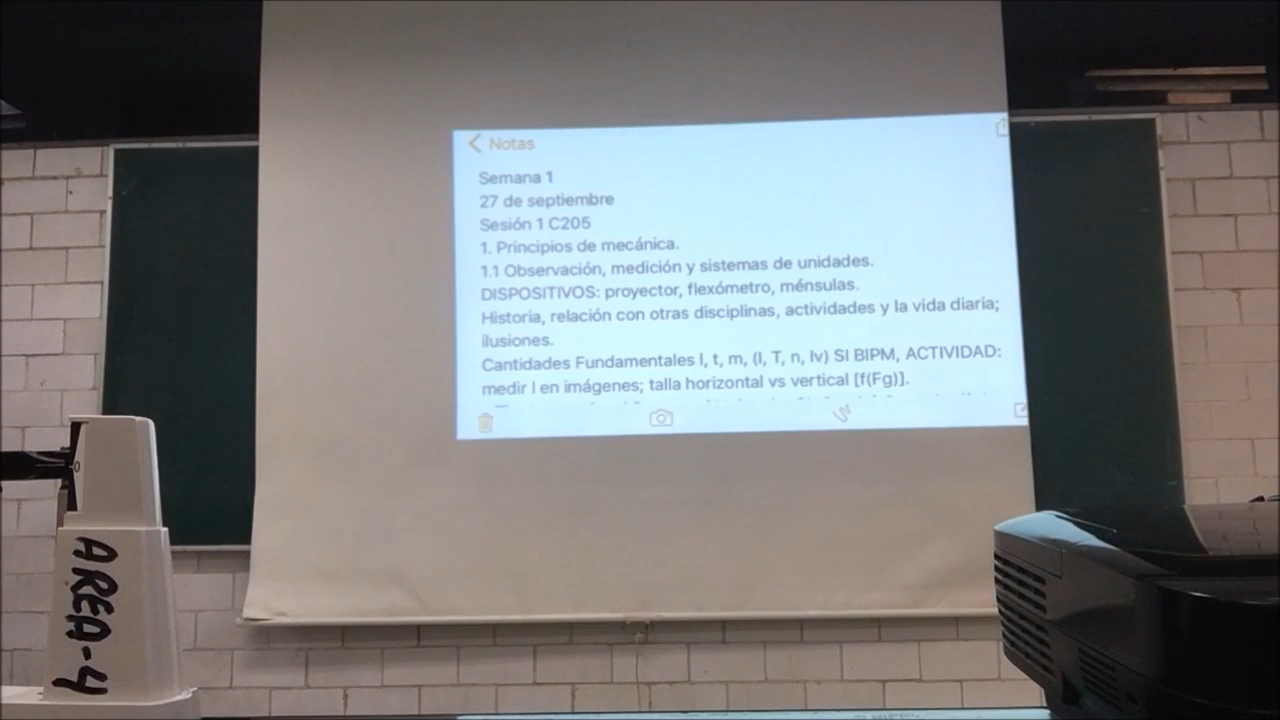 Notas
Semana 1
27 de septiembre
Sesión 1 C205
1. Principios de mecánica.
1.1 Observación, medición y sistemas de unidades.
DISPOSITIVOS: proyector, flexómetro, ménsulas.
Historia, relación con otras disciplinas, actividades y la vida diaria;
ilusiones.
Cantidades Fundamentales l, t, m, (I, T, n, Iv) SI BIPM, ACTIVIDAD:
medir l en imágenes; talla horizontal vs vertical [f(Fg)].
AREA-4